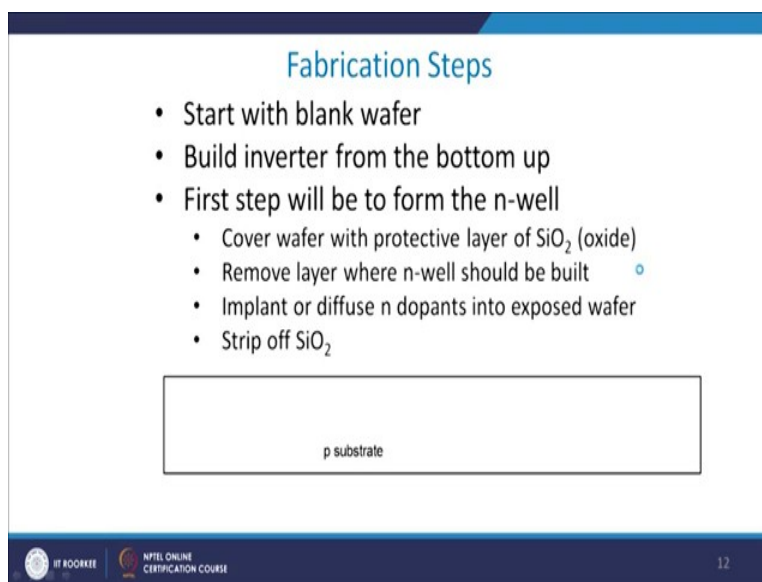 Fabrication Steps
• Start with blank wafer
• Build inverter from the bottom up
• First step will be to form the n-well
• Cover wafer with protective layer of SiO₂ (oxide)
• Remove layer where n-well should be built
• Implant or diffuse n dopants into exposed wafer
• Strip off SiO₂
p substrate
IIT ROORKEE
NPTEL ONLINE
CERTIFICATION COURSE
12